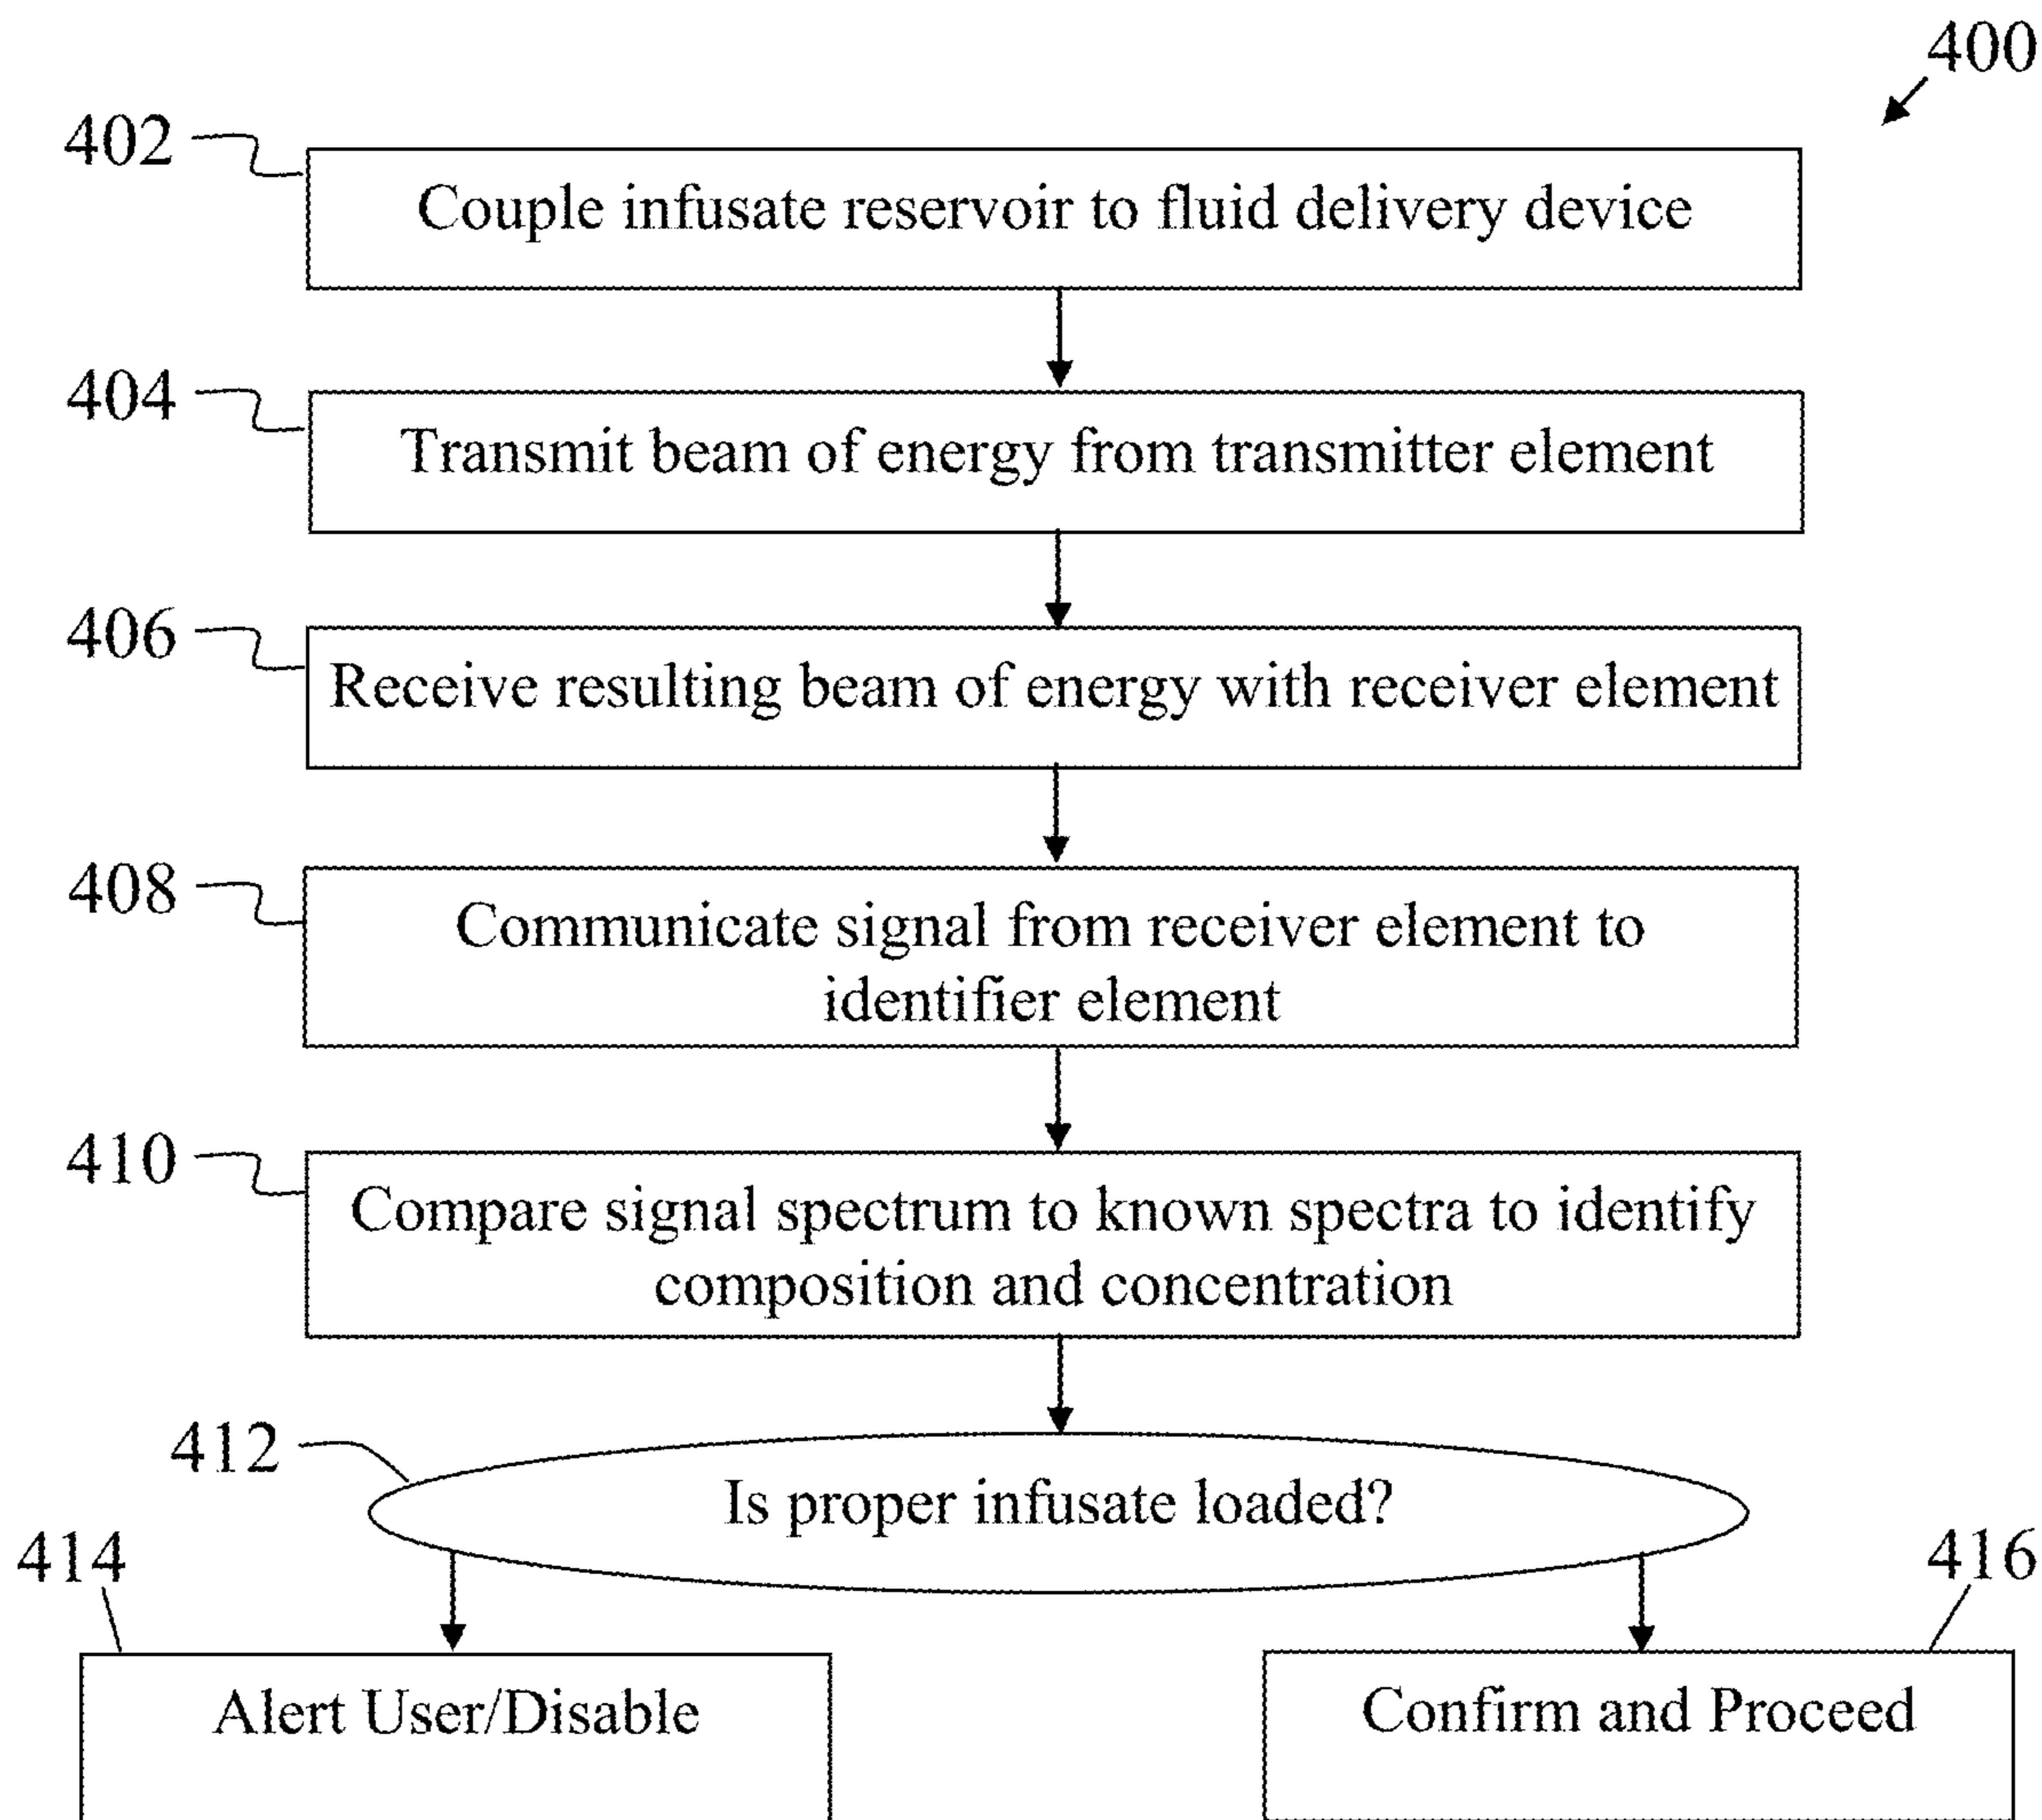 400
402
Couple infusate reservoir to fluid delivery device
404
Transmit beam of energy from transmitter element
406
Receive resulting beam of energy with receiver element
408
Communicate signal from receiver element to
identifier element
410
Compare signal spectrum to known spectra to identify
composition and concentration
412
Is proper infusate loaded?
414
416
Alert User/Disable
Confirm and Proceed